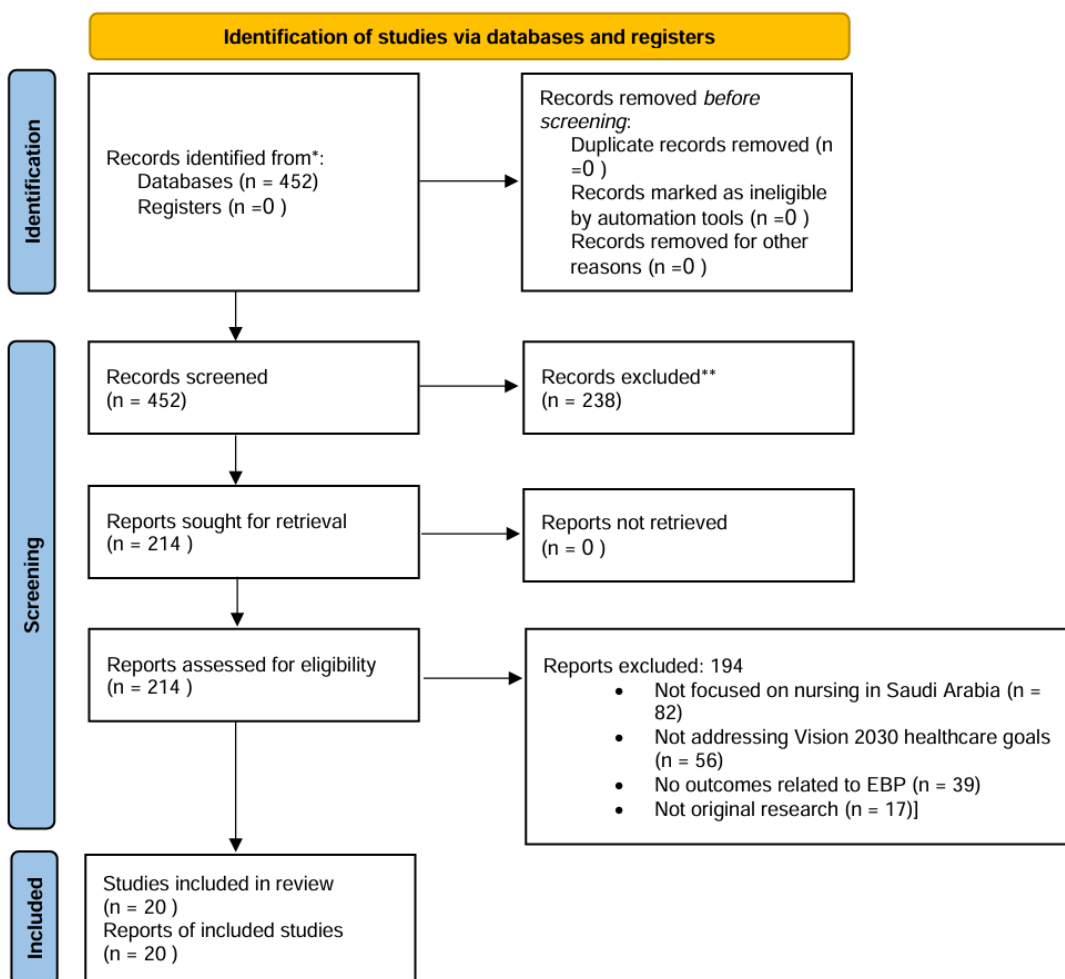 Identification of studies via databases and registers
Identification
Records identified from*:
Databases (n = 452)
Registers (n =0 )
Records removed before
screening:
Duplicate records removed (n
=0 )
Records marked as ineligible
by automation tools (n =0 )
Records removed for other
reasons (n =0 )
Screening
Records screened
(n = 452)
Records excluded**
(n = 238)
Reports sought for retrieval
(n = 214 )
Reports not retrieved
(n = 0 )
Reports assessed for eligibility
(n = 214 )
Reports excluded: 194
• Not focused on nursing in Saudi Arabia (n =
82)
• Not addressing Vision 2030 healthcare goals
(n = 56)
• No outcomes related to EBP (n = 39)
• Not original research (n = 17)]
Included
Studies included in review
(n = 20 )
Reports of included studies
(n = 20 )